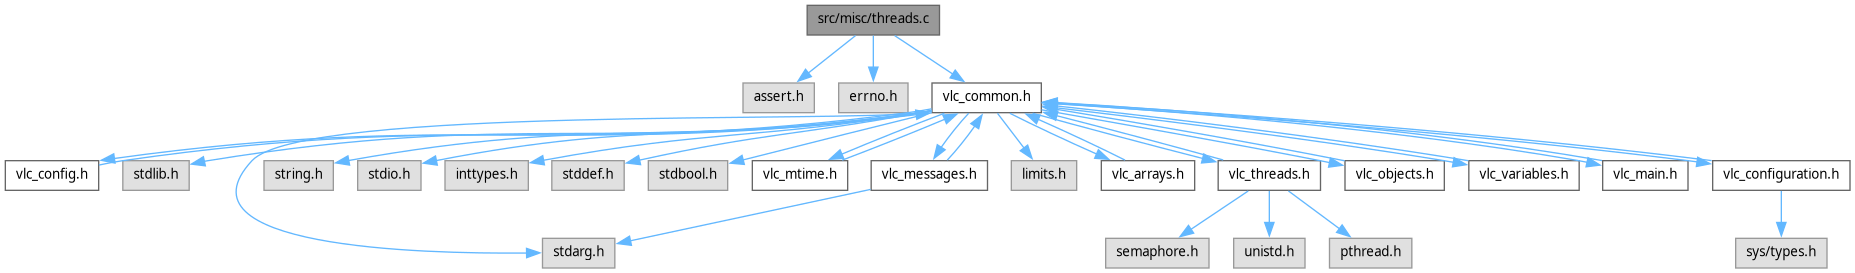 src/misc/threads.c
assert.h
errno.h
vlc_common.h
vlc_config.h
stdlib.h
string.h
stdio.h
inttypes.h
stddef.h
stdbool.h
vlc_mtime.h
vlc_messages.h
limits.h
vlc_arrays.h
vlc_threads.h
vlc_objects.h
vlc_variables.h
vlc_main.h
vlc_configuration.h
stdarg.h
semaphore.h
unistd.h
pthread.h
sys/types.h